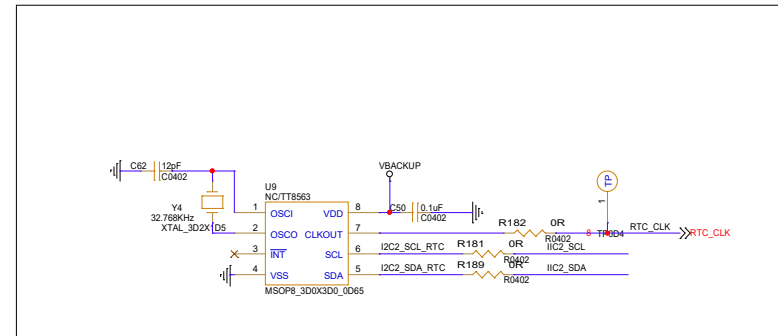 C62 12pF
C0402
Y4
32.768KHz
XTAL_3D2X1D5
U9
NC/TT8563
1 OSCI VDD 8
2 OSCO CLKOUT 7
3 INT SCL 6
4 VSS SDA 5
MSOP8_3D0X3D0_0D65
VBACKUP
C50 0.1uF
C0402
R182 0R
R0402
I2C2_SCL_RTC R181 0R IIC2_SCL
R0402
I2C2_SDA_RTC R189 0R IIC2_SDA
R0402
TP
1
8 TP0D4
RTC_CLK RTC_CLK